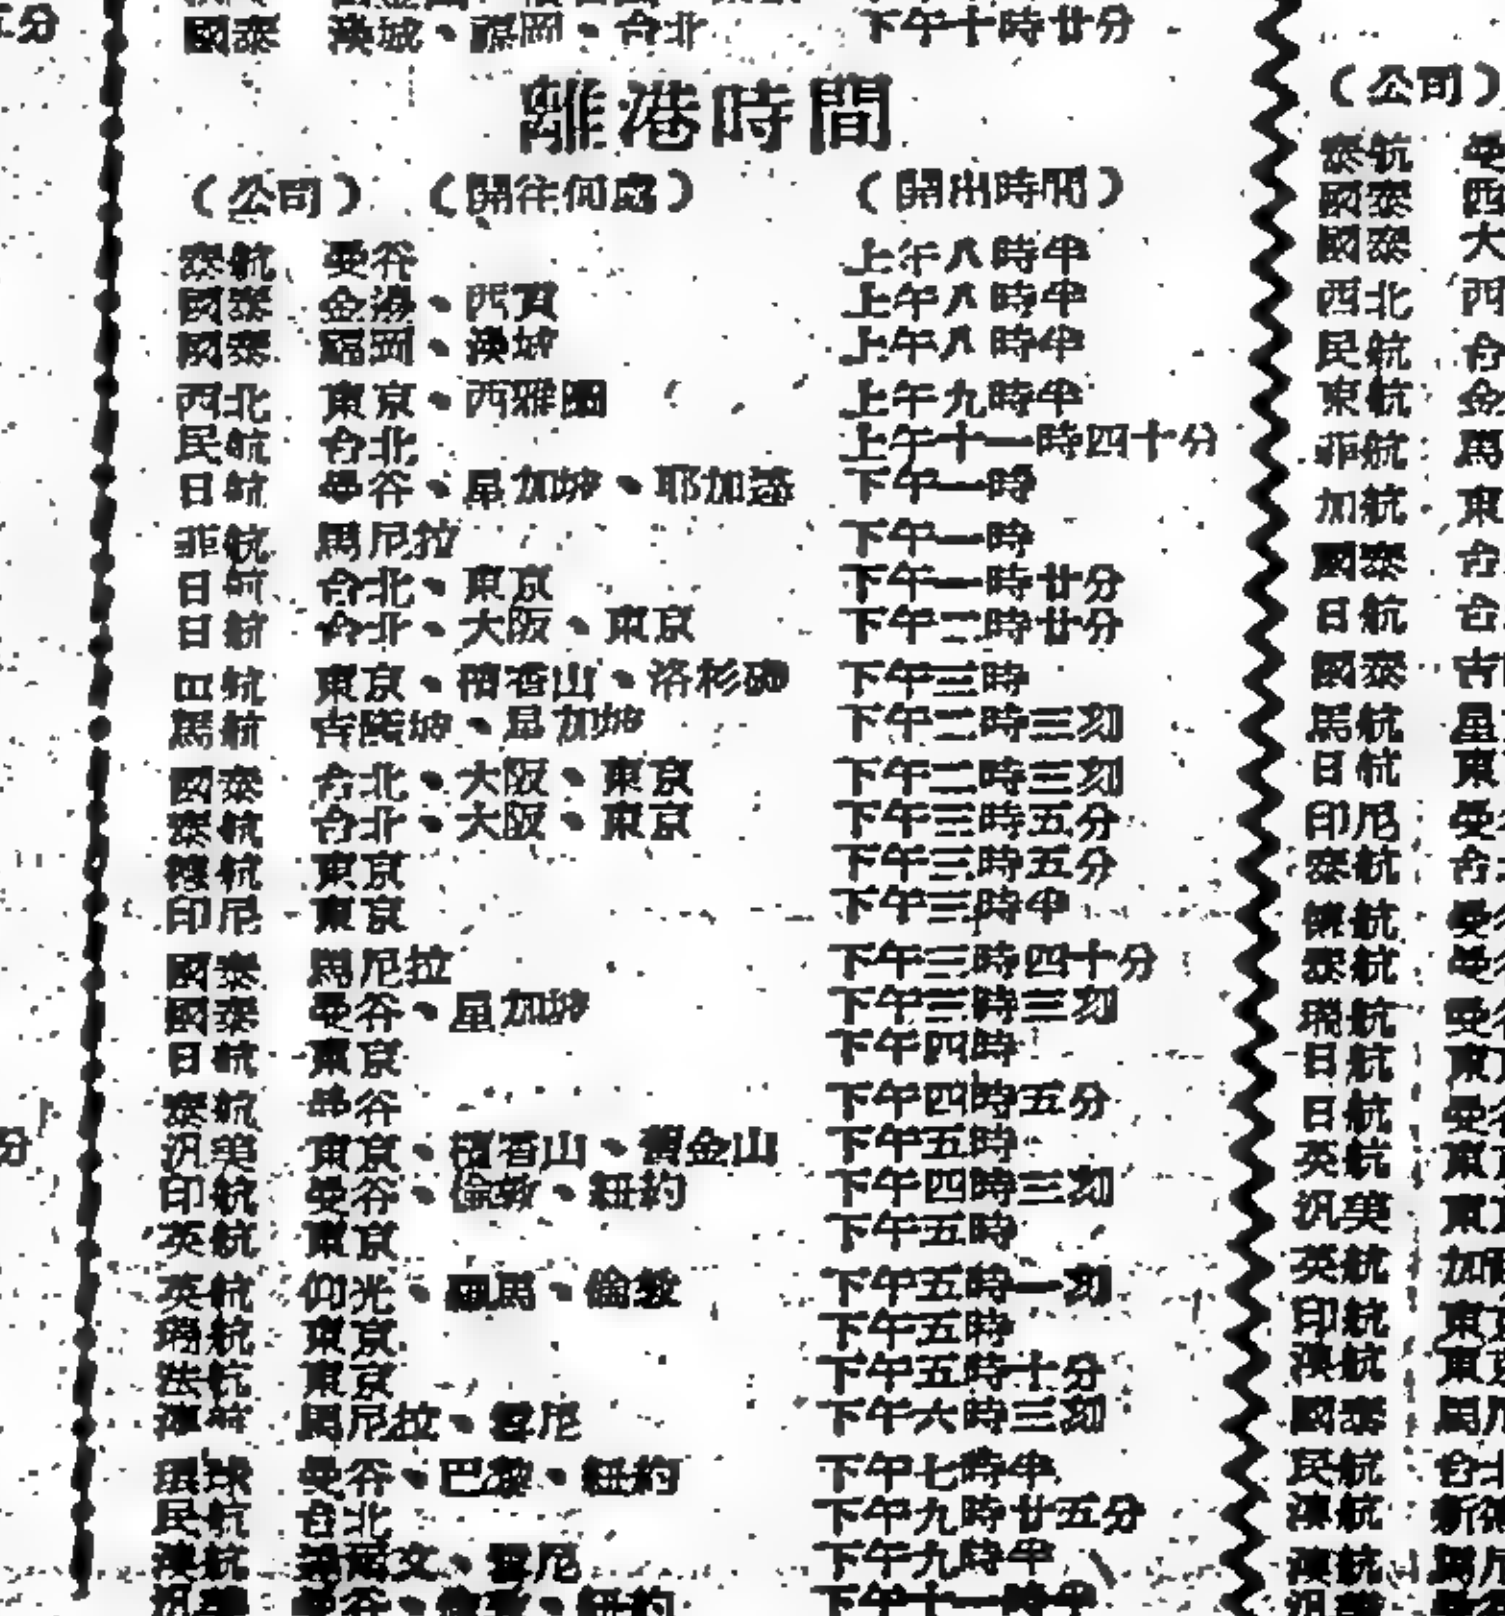 國泰 漢城、福岡、台北 下午十時廿分
離港時間
（公司） （開往何處） （開出時間）
泰航 曼谷 上午八時半
國泰 金邊、西貢 上午八時半
國泰 福岡、漢城 上午八時半
西北 東京、西雅圖 上午九時半
民航 台北 上午十一時四十分
日航 曼谷、星加坡、耶加達 下午一時
菲航 馬尼拉 下午一時
日航 台北、東京 下午一時廿分
日航 台北、大阪、東京 下午二時廿分
日航 東京、檀香山、洛杉磯 下午三時
馬航 吉隆坡、星加坡 下午二時三刻
國泰 台北、大阪、東京 下午二時三刻
泰航 台北、大阪、東京 下午三時五分
德航 東京 下午三時五分
印尼 東京 下午三時半
國泰 馬尼拉 下午三時四十分
國泰 曼谷、星加坡 下午三時三刻
日航 東京 下午四時
泰航 曼谷 下午四時五分
汎美 東京、檀香山、舊金山 下午五時
印航 曼谷、倫敦、紐約 下午四時三刻
英航 東京 下午五時
英航 仰光、羅馬、倫敦 下午五時一刻
瑞航 東京 下午五時
法航 東京 下午五時十分
澳航 馬尼拉、雪尼 下午六時三刻
環球 曼谷、巴黎、紐約 下午七時半
民航 台北 下午九時廿五分
澳航 文、雪尼 下午九時半
曼谷、紐約 下午十一時半
（公司）
泰航 曼
國泰 西
國泰 大
西北 西
民航 台
東航 金
菲航 馬
加航 東
國泰 台
日航 台
國泰 吉
馬航 星
日航 東
印尼 曼
泰航 台
德航 曼
泰航 曼
瑞航 曼
日航 東
日航 曼
英航 東
汎美 東
英航 加
印航 東
澳航 東
國泰 馬
民航 台北
澳航 新
澳航 馬